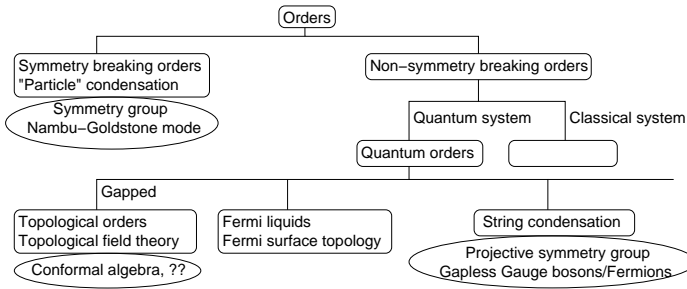 Orders
Symmetry breaking orders
"Particle" condensation
Non−symmetry breaking orders
Symmetry group
Nambu−Goldstone mode
Quantum system
Classical system
Quantum orders
Gapped
Topological orders
Topological field theory
Fermi liquids
Fermi surface topology
String condensation
Conformal algebra, ??
Projective symmetry group
Gapless Gauge bosons/Fermions